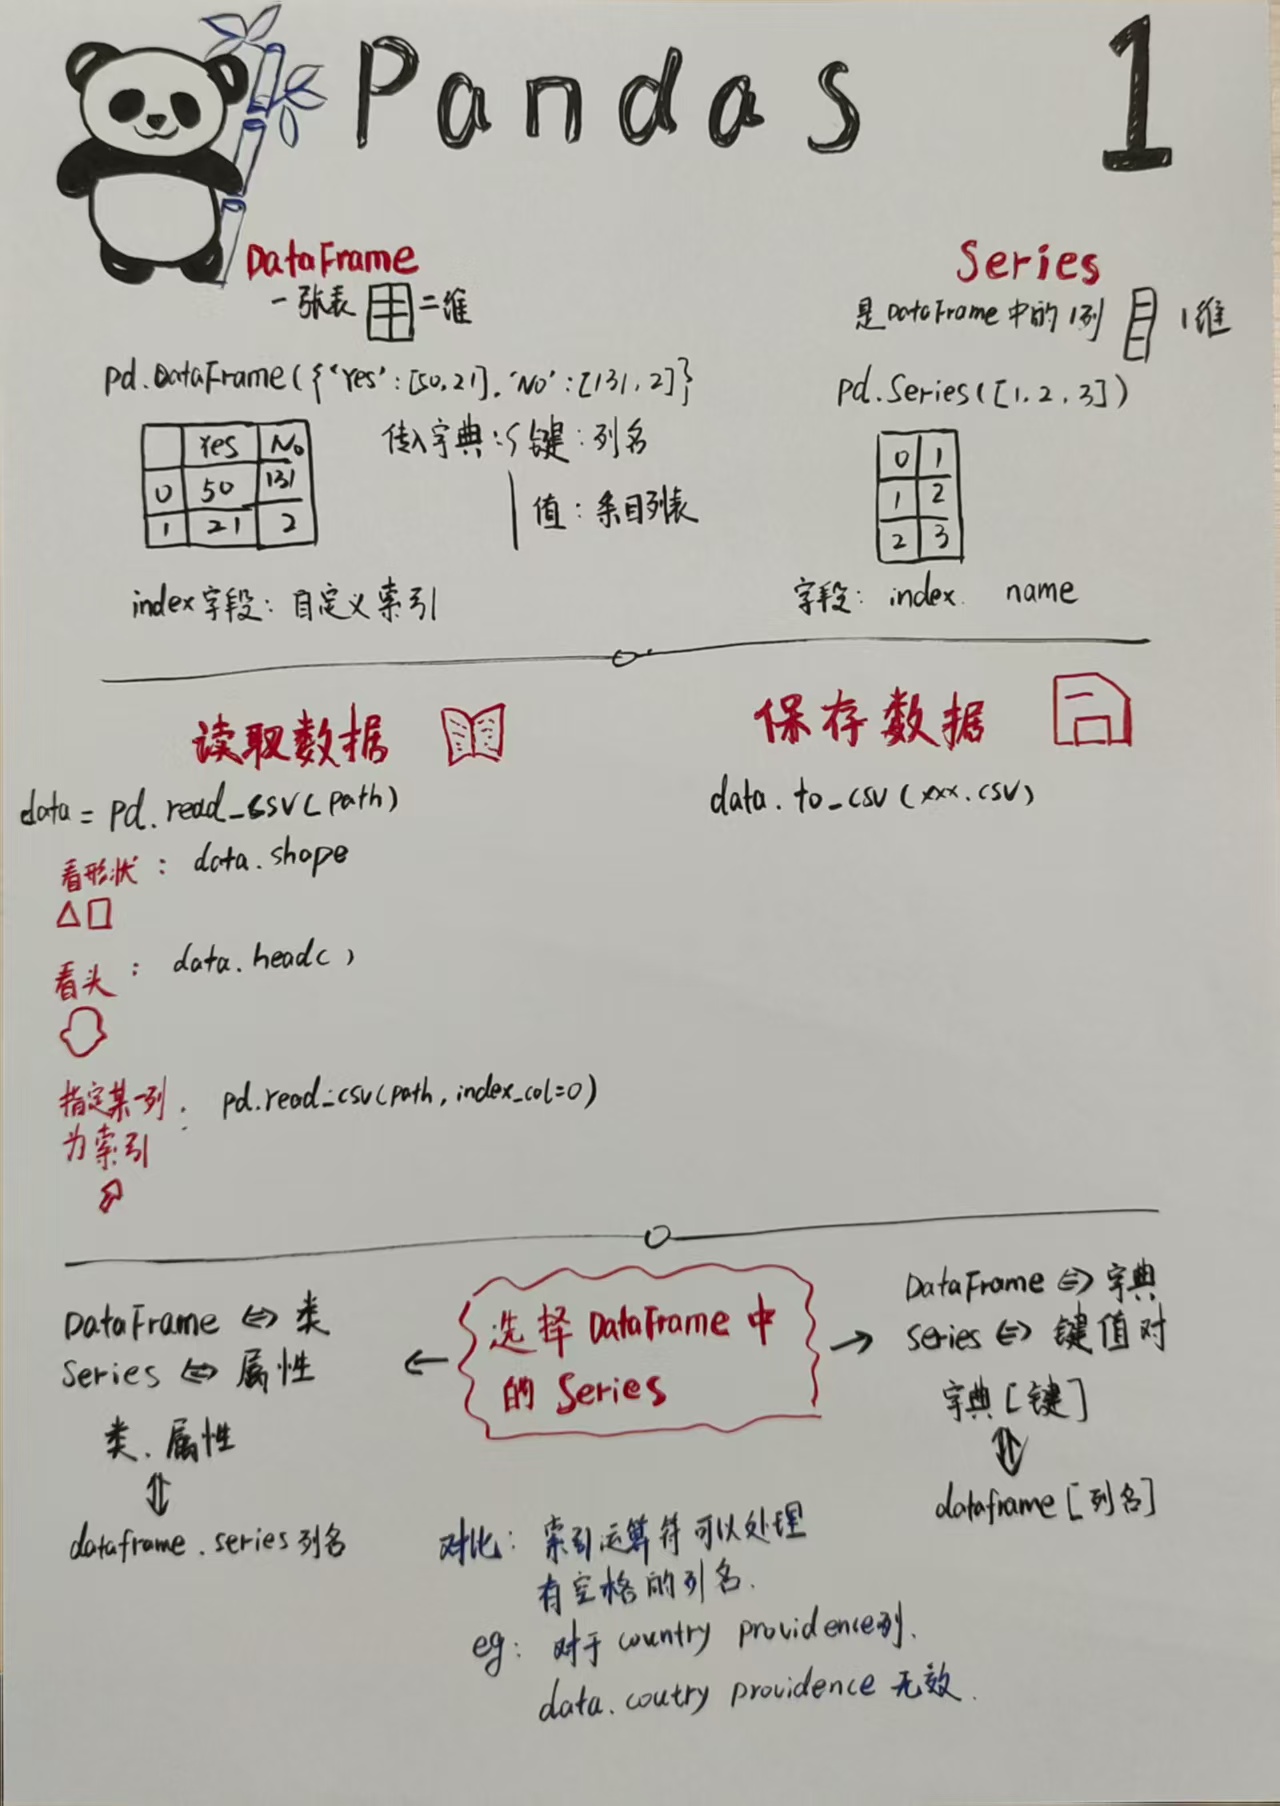 Pandas 1
DataFrame
一张表 二维
pd.DataFrame({'Yes':[50,21],'No':[131,2]}
Yes No
0 50 131
1 21 2
传入字典:{键:列名
值:条目列表
index字段:自定义索引
Series
是DataFrame中的1列 1维
pd.Series([1,2,3])
0 1
1 2
2 3
字段: index. name
读取数据
data = pd.read_csv(path)
看形状: data.shape
看头: data.head()
指定某一列: pd.read_csv(path,index_col=0)
为索引
保存数据
data.to_csv(xxx.csv)
选择DataFrame中
的Series
DataFrame ⇔ 类
Series ⇔ 属性
类.属性
⇕
dataframe.series列名
DataFrame ⇔ 字典
Series ⇔ 键值对
字典[键]
⇕
dataframe[列名]
对比: 索引运算符可以处理
有空格的列名.
eg: 对于country providence列.
data.coutry providence 无效.